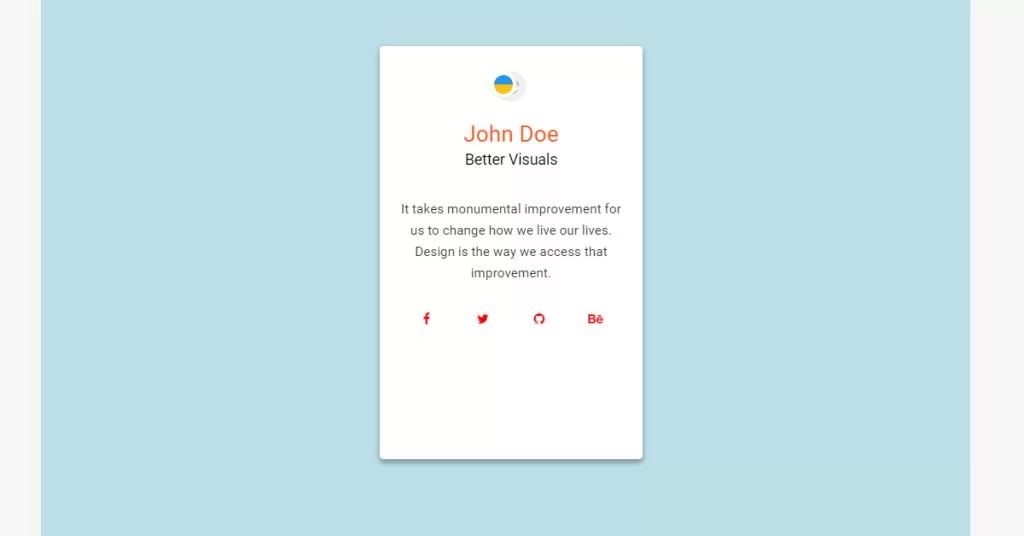 John Doe
Better Visuals
It takes monumental improvement for
us to change how we live our lives.
Design is the way we access that
improvement.
Bē